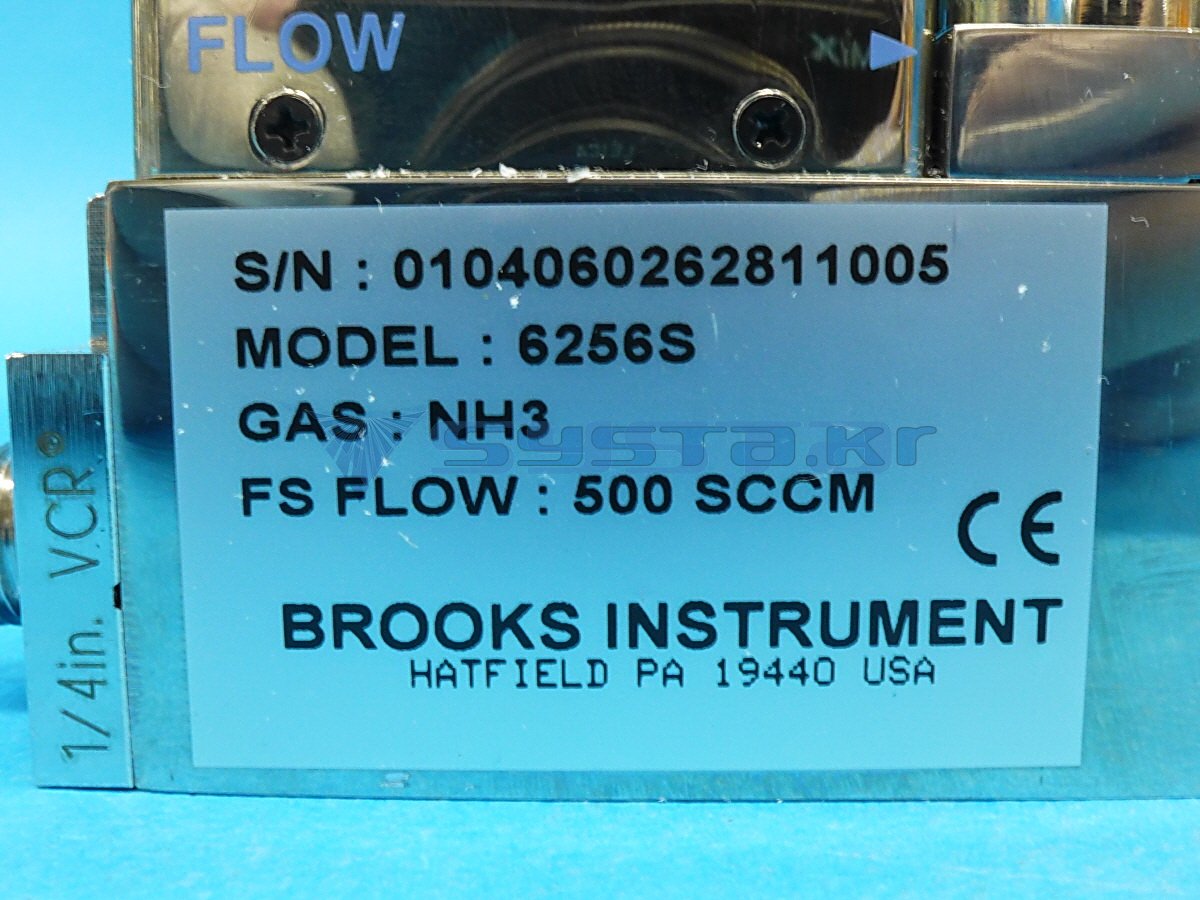 FLOW
S/N : 0104060262811005
MODEL : 6256S
GAS : NH3
systa.kr
FS FLOW : 500 SCCM
CE
BROOKS INSTRUMENT
HATFIELD PA 19440 USA
1/4in. VCR®